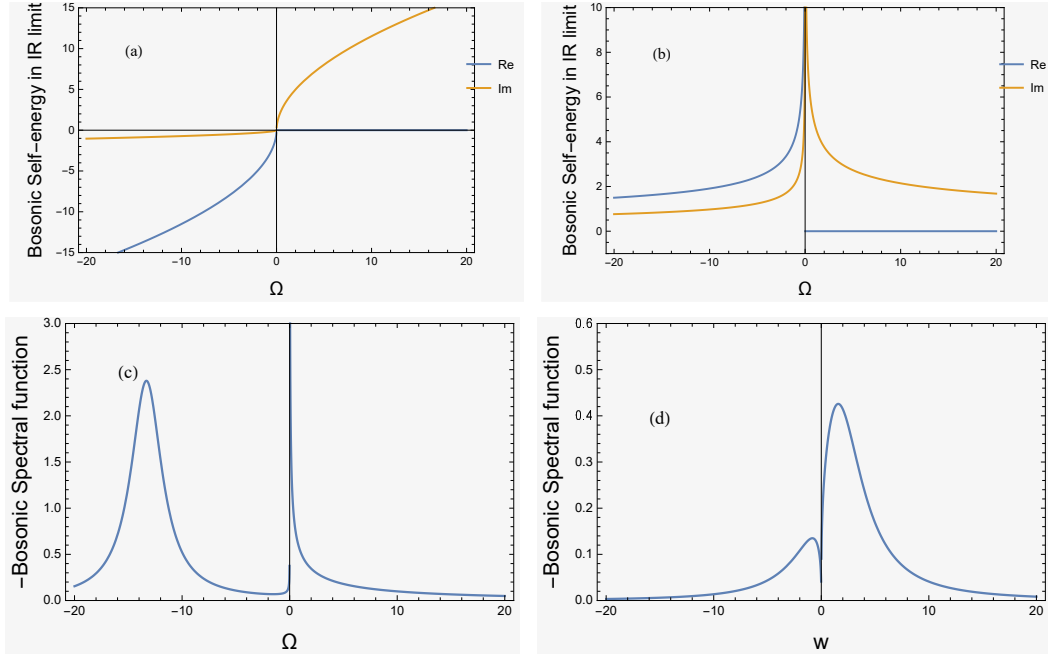 Bosonic Self-energy in IR limit
(a)
15
10
5
0
−5
−10
−15
−20
−10
0
10
20
Ω
Re
Im
Bosonic Self-energy in IR limit
(b)
10
8
6
4
2
0
−20
−10
0
10
20
Ω
Re
Im
−Bosonic Spectral function
(c)
3.0
2.5
2.0
1.5
1.0
0.5
0.0
−20
−10
0
10
20
Ω
−Bosonic Spectral function
(d)
0.6
0.5
0.4
0.3
0.2
0.1
0.0
−20
−10
0
10
20
w